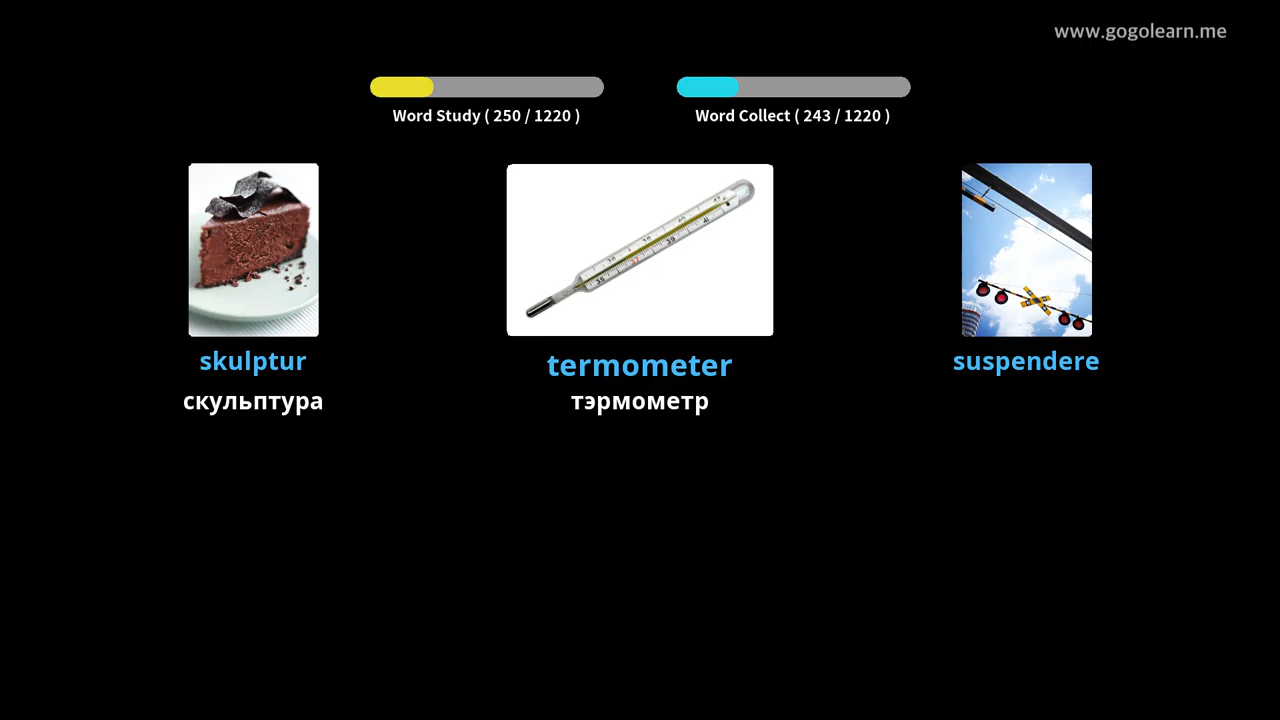 www.gogolearn.me
Word Study ( 250 / 1220 )
Word Collect ( 243 / 1220 )
skulptur
скульптура
termometer
тэрмометр
suspendere